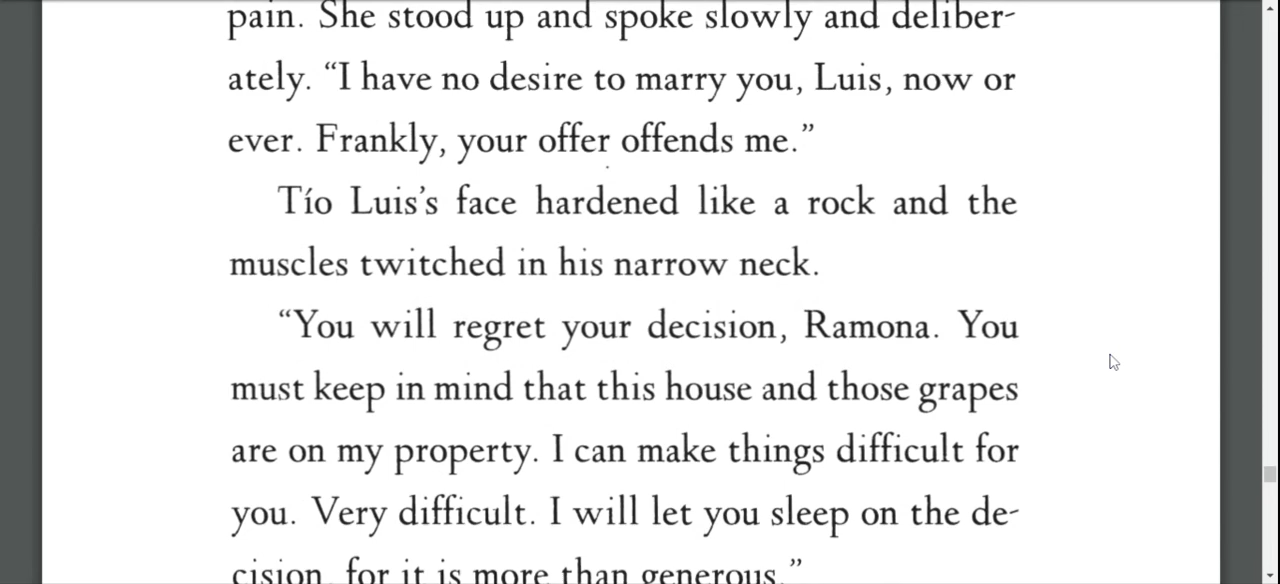 pain. She stood up and spoke slowly and deliber-
ately. “I have no desire to marry you, Luis, now or
ever. Frankly, your offer offends me.”
Tío Luis’s face hardened like a rock and the
muscles twitched in his narrow neck.
“You will regret your decision, Ramona. You
must keep in mind that this house and those grapes
are on my property. I can make things difficult for
you. Very difficult. I will let you sleep on the de-
cision, for it is more than generous.”